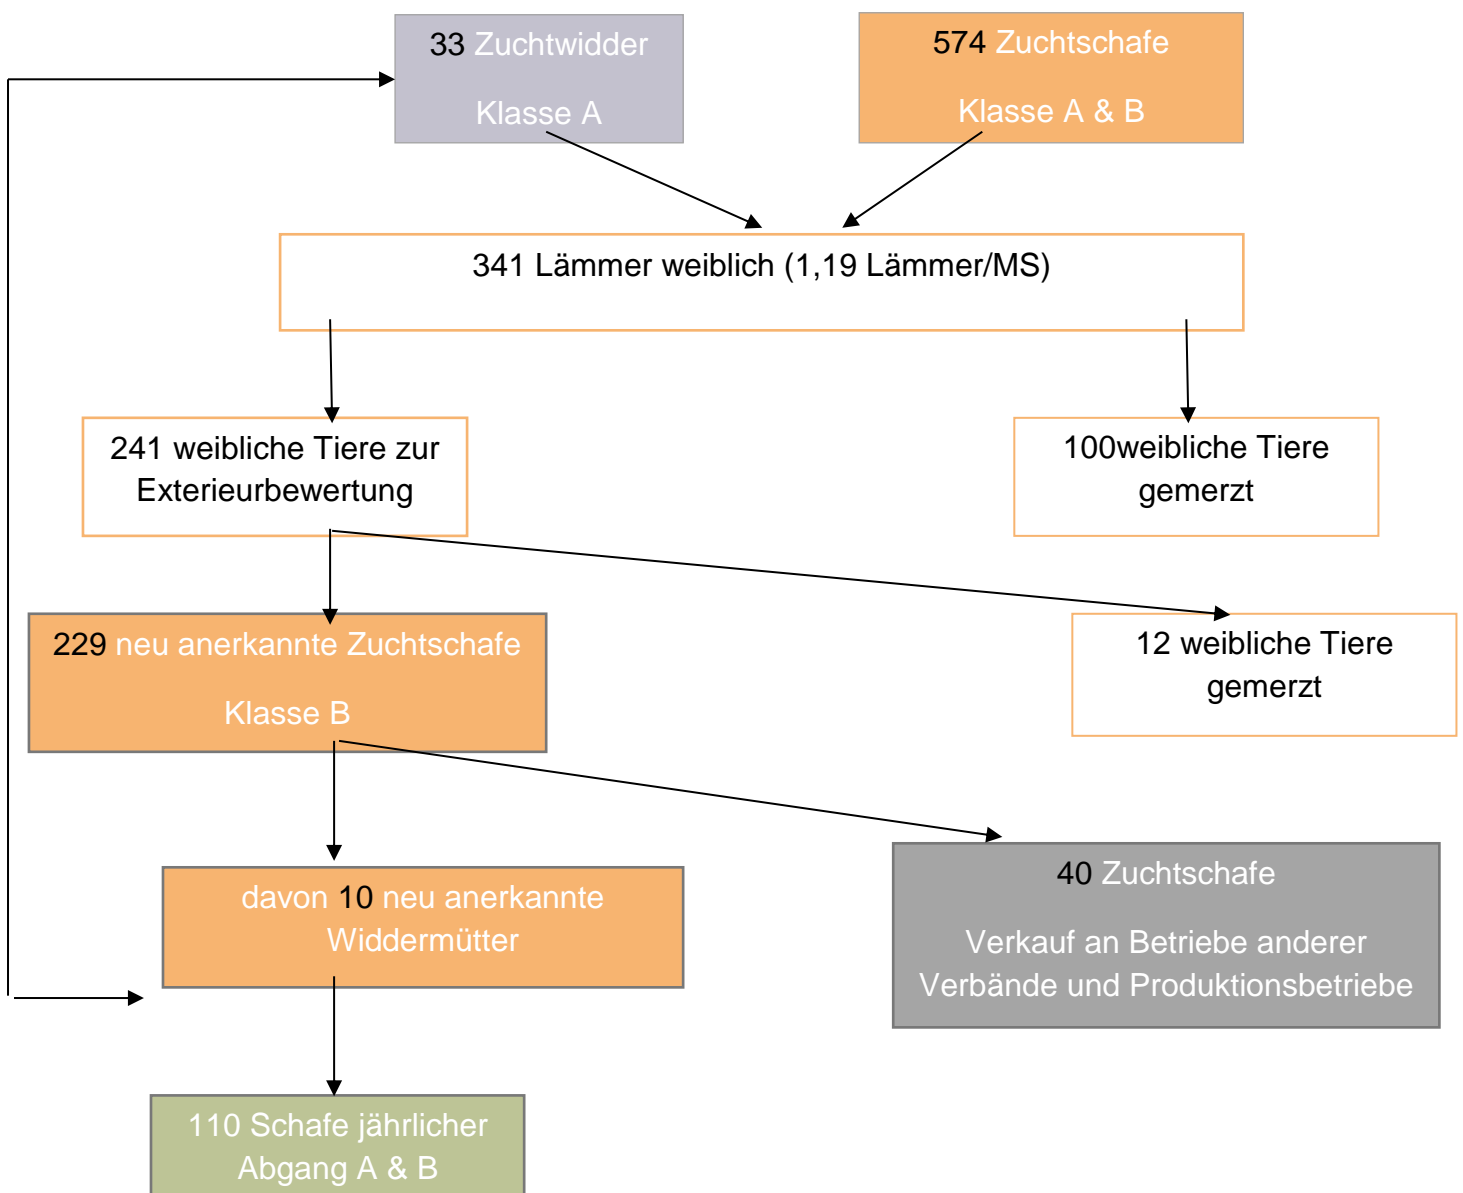 33 Zuchtwidder
Klasse A
574 Zuchtschafe
Klasse A & B
341 Lämmer weiblich (1,19 Lämmer/MS)
241 weibliche Tiere zur
Exterieurbewertung
100weibliche Tiere
gemerzt
229 neu anerkannte Zuchtschafe
Klasse B
12 weibliche Tiere
gemerzt
davon 10 neu anerkannte
Widdermütter
40 Zuchtschafe
Verkauf an Betriebe anderer
Verbände und Produktionsbetriebe
110 Schafe jährlicher
Abgang A & B